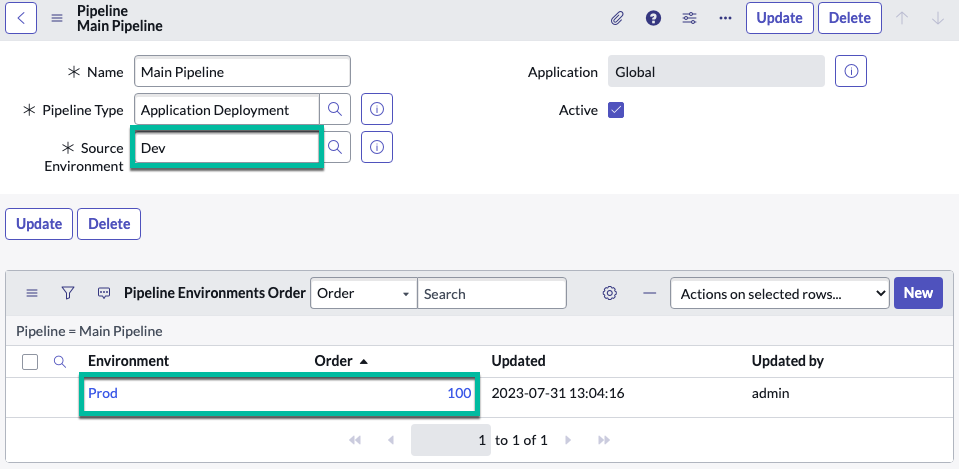 Pipeline
Main Pipeline
Update
Delete
Name
Main Pipeline
Application
Global
Pipeline Type
Application Deployment
Active
Source
Environment
Dev
Update
Delete
Pipeline Environments Order
Order
Search
Actions on selected rows...
New
Pipeline = Main Pipeline
Environment Order Updated Updated by
Prod 100 2023-07-31 13:04:16 admin
1 to 1 of 1